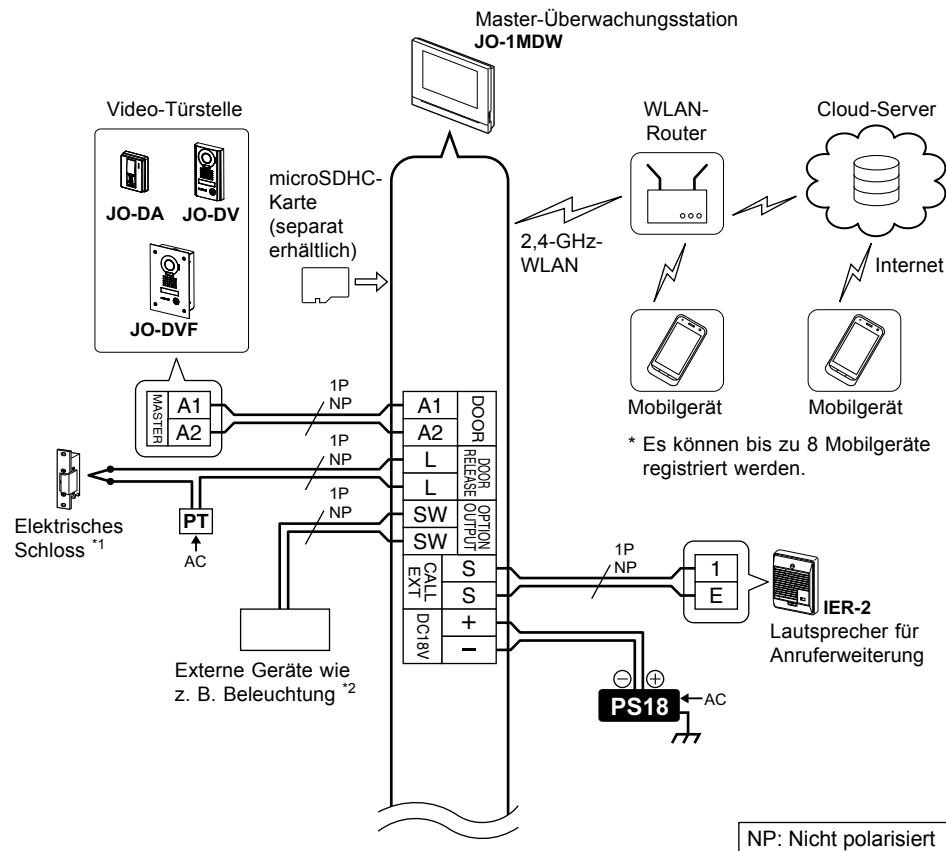 Master-Überwachungsstation
JO-1MDW
Video-Türstelle
JO-DA
JO-DV
JO-DVF
microSDHC-
Karte
(separat
erhältlich)
WLAN-
Router
Cloud-Server
2,4-GHz-
WLAN
Internet
Mobilgerät
Mobilgerät
* Es können bis zu 8 Mobilgeräte
registriert werden.
MASTER
A1
A2
1P
NP
A1
A2
DOOR
1P
NP
L
L
DOOR
RELEASE
PT
AC
Elektrisches
Schloss *1
1P
NP
SW
SW
OPTION
OUTPUT
Externe Geräte wie
z. B. Beleuchtung *2
CALL
EXT
S
S
1P
NP
1
E
IER-2
Lautsprecher für
Anruferweiterung
DC18V
+
−
− +
PS18
AC
NP: Nicht polarisiert